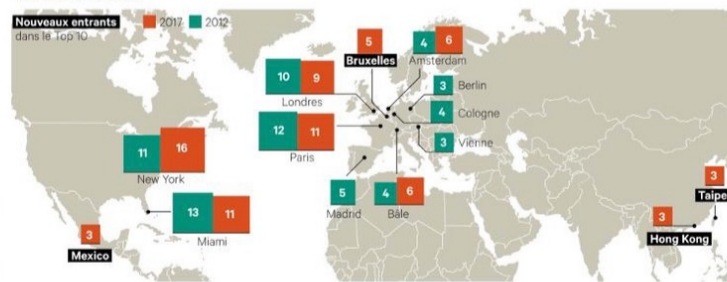 Nouveaux entrants
dans le Top 10
2017
2012
5
Bruxelles
4
6
Amsterdam
10
9
Londres
3
Berlin
4
Cologne
12
11
Paris
3
Vienne
11
16
New York
5
Madrid
4
6
Bâle
13
11
Miami
3
Mexico
3
Taipei
3
Hong Kong